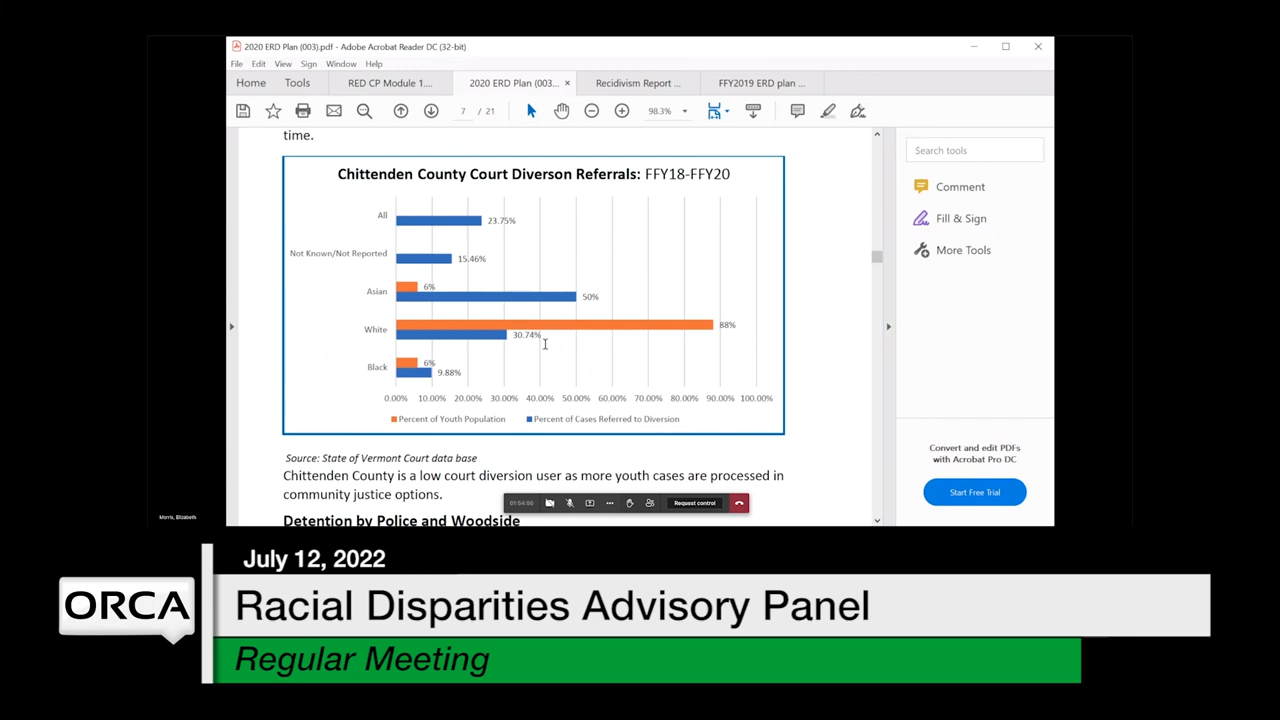 2020 ERD Plan (003).pdf - Adobe Acrobat Reader DC (32-bit)
File Edit View Sign Window Help
Home Tools RED CP Module 1.... 2020 ERD Plan (003... × Recidivism Report ... FFY2019 ERD plan ...
7 / 21 98.3%
time.
Search tools
Comment
Fill & Sign
More Tools
Chittenden County Court Diverson Referrals: FFY18-FFY20
All 23.75%
Not Known/Not Reported 15.46%
Asian 6% 50%
White 88% 30.74%
Black 6% 9.88%
0.00% 10.00% 20.00% 30.00% 40.00% 50.00% 60.00% 70.00% 80.00% 90.00% 100.00%
Percent of Youth Population Percent of Cases Referred to Diversion
Source: State of Vermont Court data base
Chittenden County is a low court diversion user as more youth cases are processed in
community justice options.
Detention by Police and Woodside
Convert and edit PDFs
with Acrobat Pro DC
Start Free Trial
01:54:56 Request control
Morris, Elizabeth
July 12, 2022
ORCA
Racial Disparities Advisory Panel
Regular Meeting